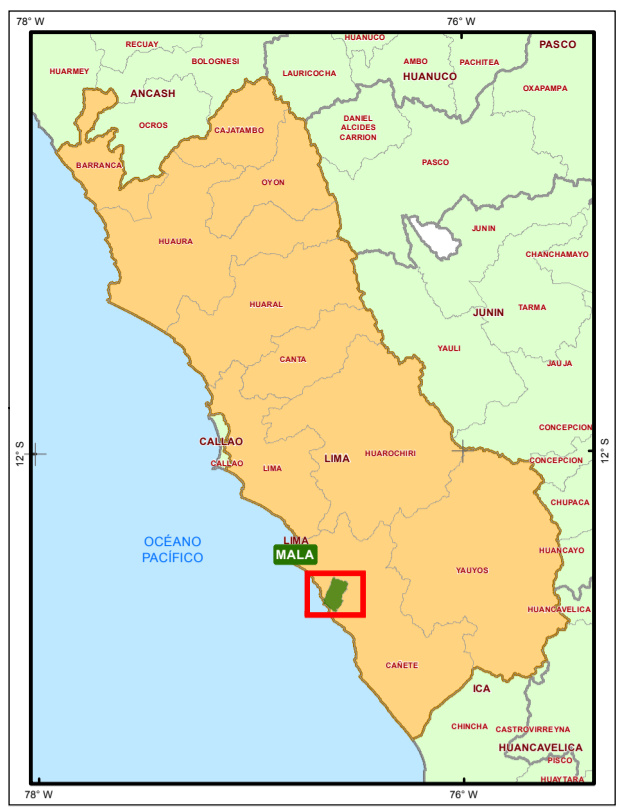 78° W
76° W
HUANUCO
PASCO
RECUAY
BOLOGNESI
AMBO
PACHITEA
HUARMEY
LAURICOCHA
HUANUCO
OXAPAMPA
ANCASH
DANIEL
ALCIDES
CARRION
OCROS
CAJATAMBO
PASCO
BARRANCA
OYON
JUNIN
HUAURA
CHANCHAMAYO
HUARAL
TARMA
JUNIN
YAULI
CANTA
JAUJA
CONCEPCION
CALLAO
12° S
12° S
HUAROCHIRI
LIMA
CALLAO
LIMA
CONCEPCION
CHUPACA
OCÉANO
PACÍFICO
LIMA
MALA
HUANCAYO
YAUYOS
HUANCAVELICA
CAÑETE
ICA
CHINCHA
CASTROVIRREYNA
HUANCAVELICA
PISCO
HUAYTARA
78° W
76° W